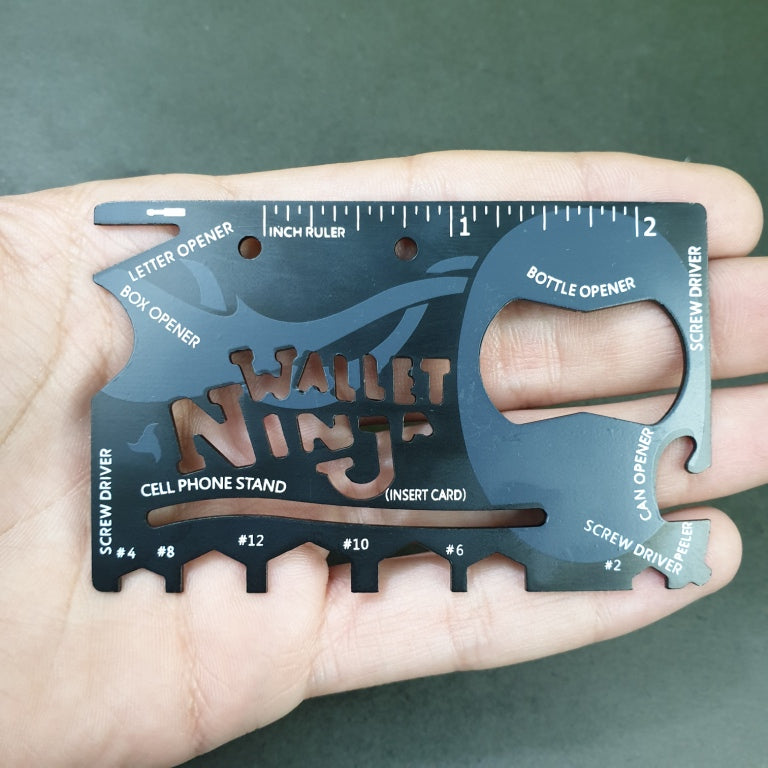 INCH RULER
1
2
LETTER OPENER
BOX OPENER
BOTTLE OPENER
SCREW DRIVER
WALLET
NINJA
CAN OPENER
SCREW DRIVER
CELL PHONE STAND
(INSERT CARD)
#4
#8
#12
#10
#6
SCREW DRIVER
#2
PEELER